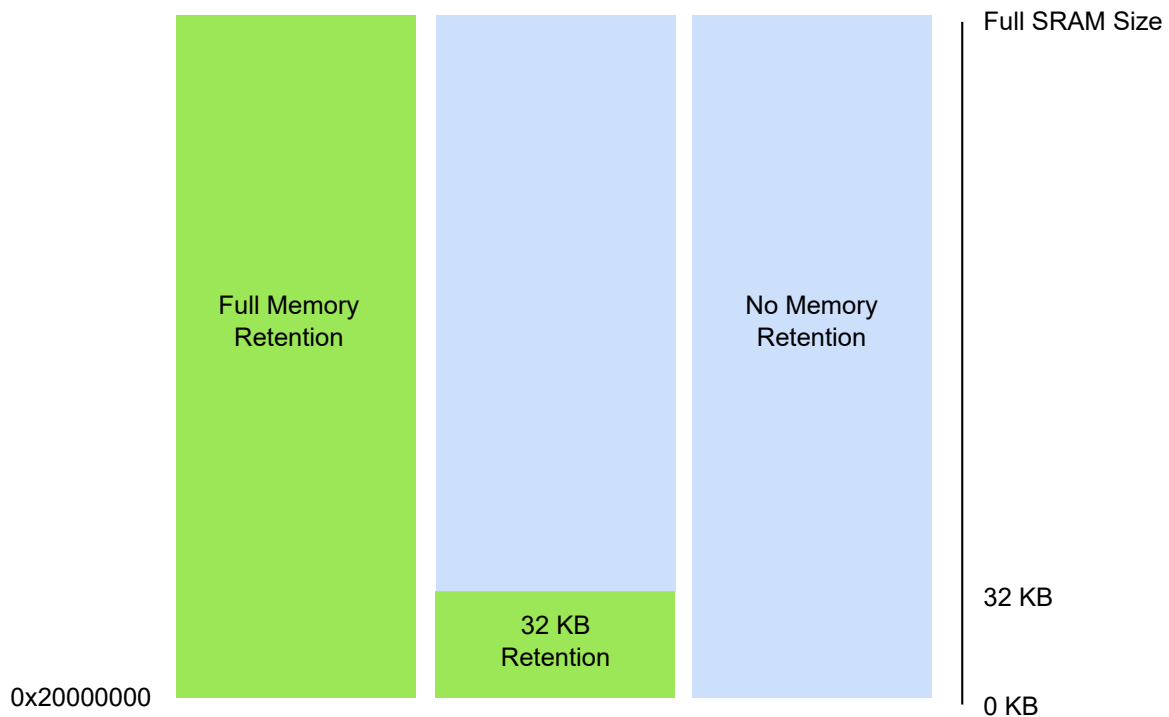 Full SRAM Size
Full Memory
Retention
No Memory
Retention
32 KB
32 KB
Retention
0x20000000
0 KB